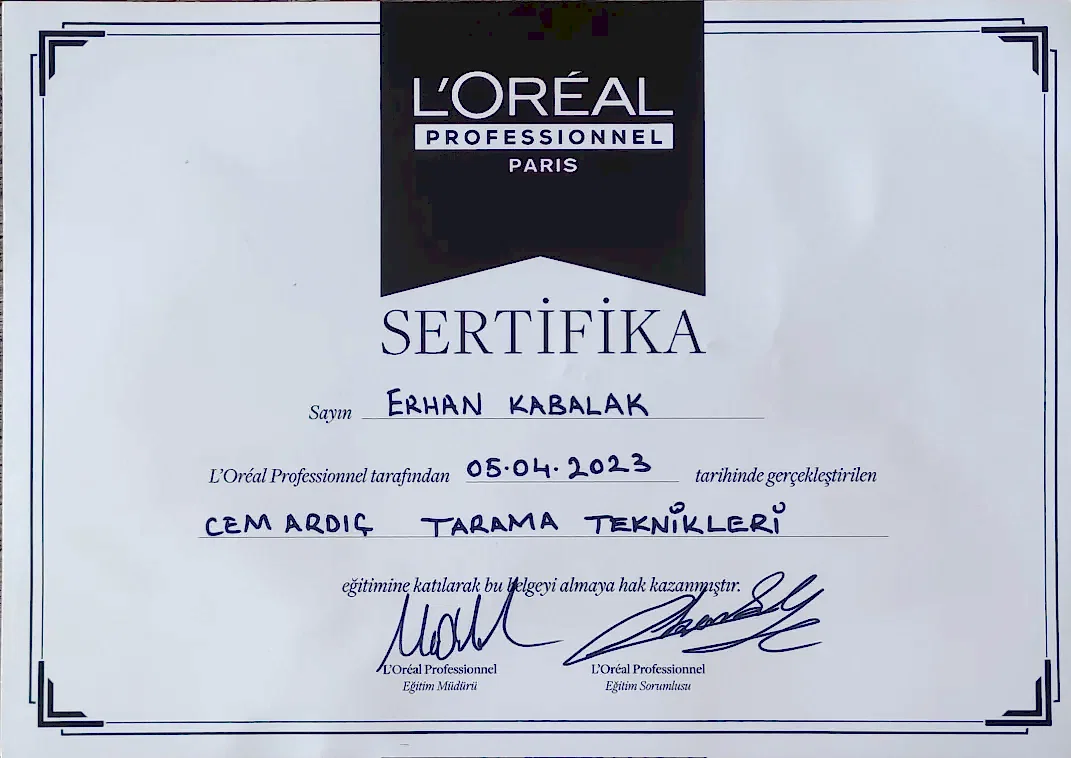 L'ORÉAL
PROFESSIONNEL
PARIS
SERTİFİKA
Sayın ERHAN KABALAK
L'Oréal Professionnel tarafından 05.04.2023 tarihinde gerçekleştirilen
CEM ARDIÇ TARAMA TEKNİKLERİ
eğitimine katılarak bu belgeyi almaya hak kazanmıştır.
L'Oréal Professionnel L'Oréal Professionnel
Eğitim Müdürü Eğitim Sorumlusu